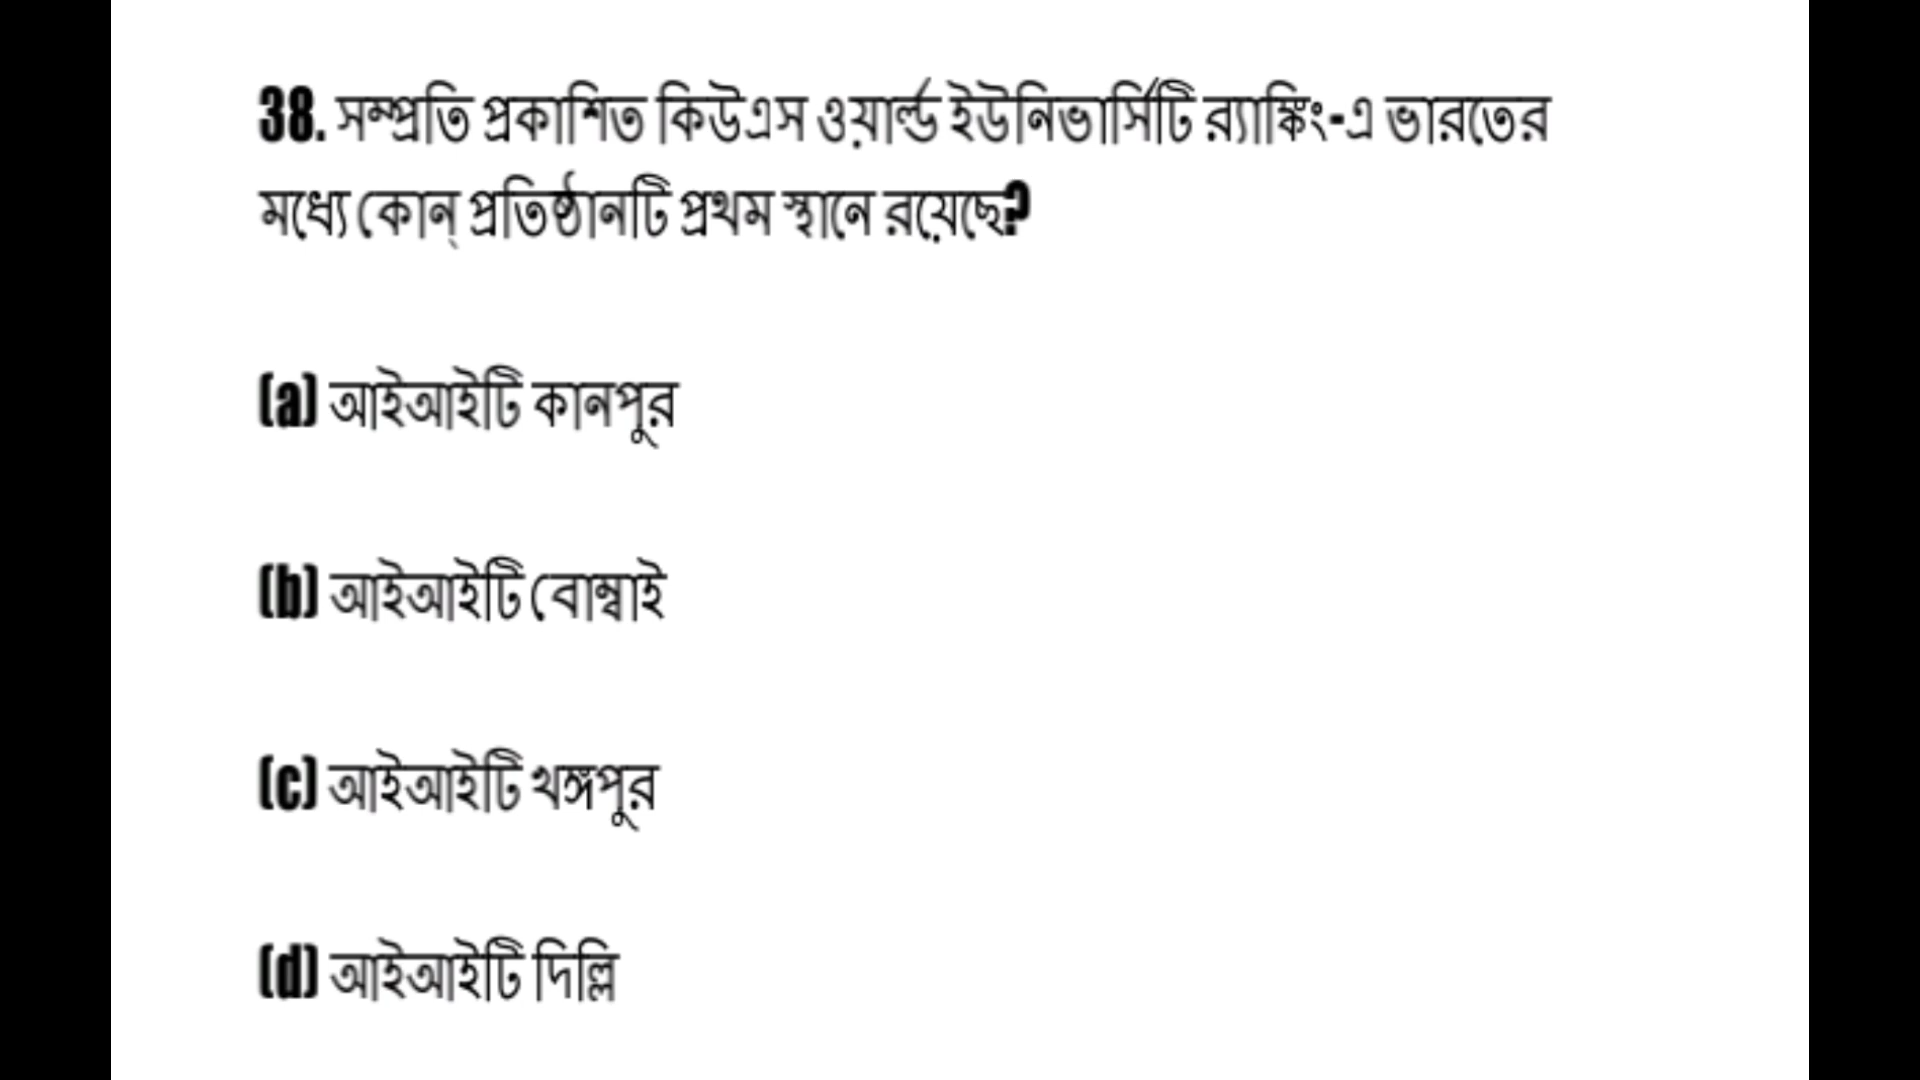 38. সম্প্রতি প্রকাশিত কিউএস ওয়ার্ল্ড ইউনিভার্সিটি র‍্যাঙ্কিং-এ ভারতের
মধ্যে কোন্ প্রতিষ্ঠানটি প্রথম স্থানে রয়েছে?
(a) আইআইটি কানপুর
(b) আইআইটি বোম্বাই
(c) আইআইটি খঙ্গপুর
(d) আইআইটি দিল্লি